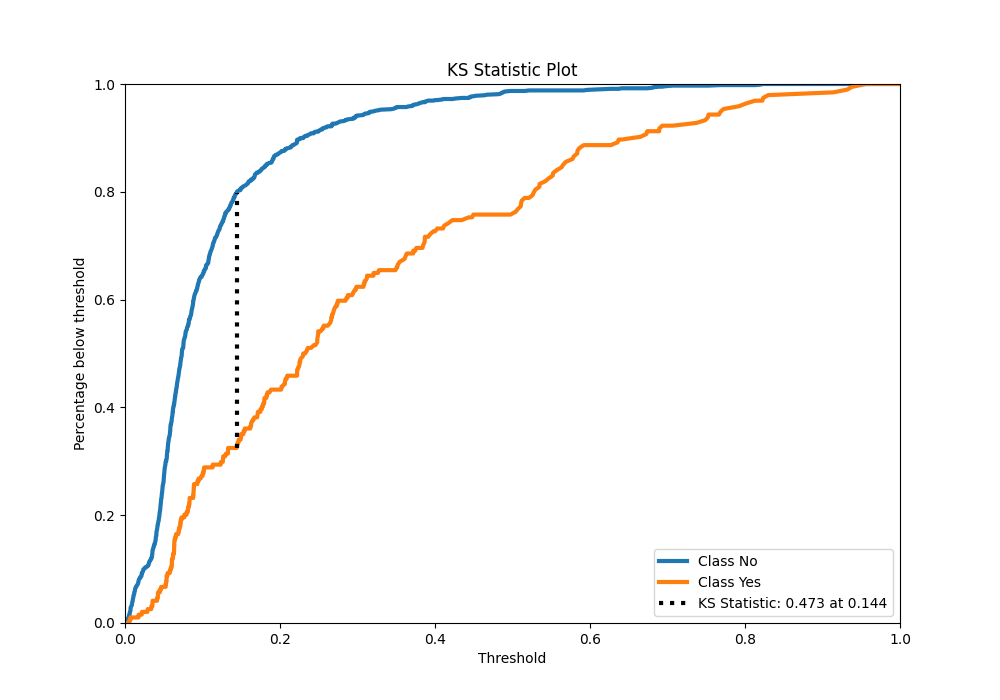 KS Statistic Plot
Percentage below threshold
1.0
0.8
0.6
0.4
0.2
0.0
0.0 0.2 0.4 0.6 0.8 1.0
Threshold
Class No
Class Yes
KS Statistic: 0.473 at 0.144